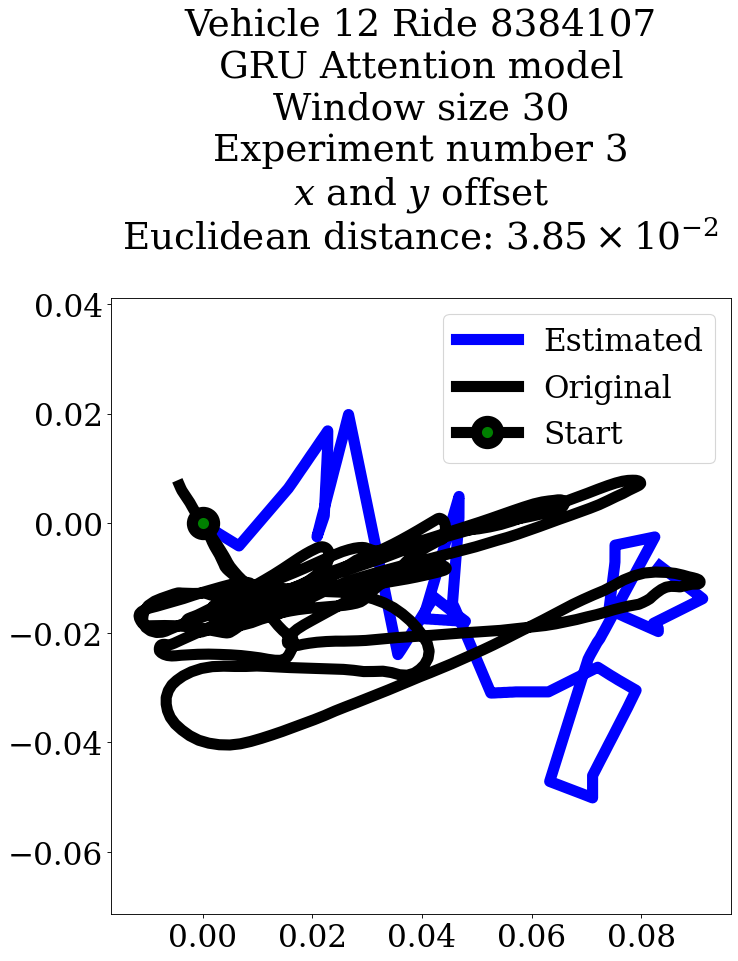 Vehicle 12 Ride 8384107
GRU Attention model
Window size 30
Experiment number 3
x and y offset
Euclidean distance: 3.85 × 10⁻²
0.04
0.02
0.00
−0.02
−0.04
−0.06
Estimated
Original
Start
0.00 0.02 0.04 0.06 0.08